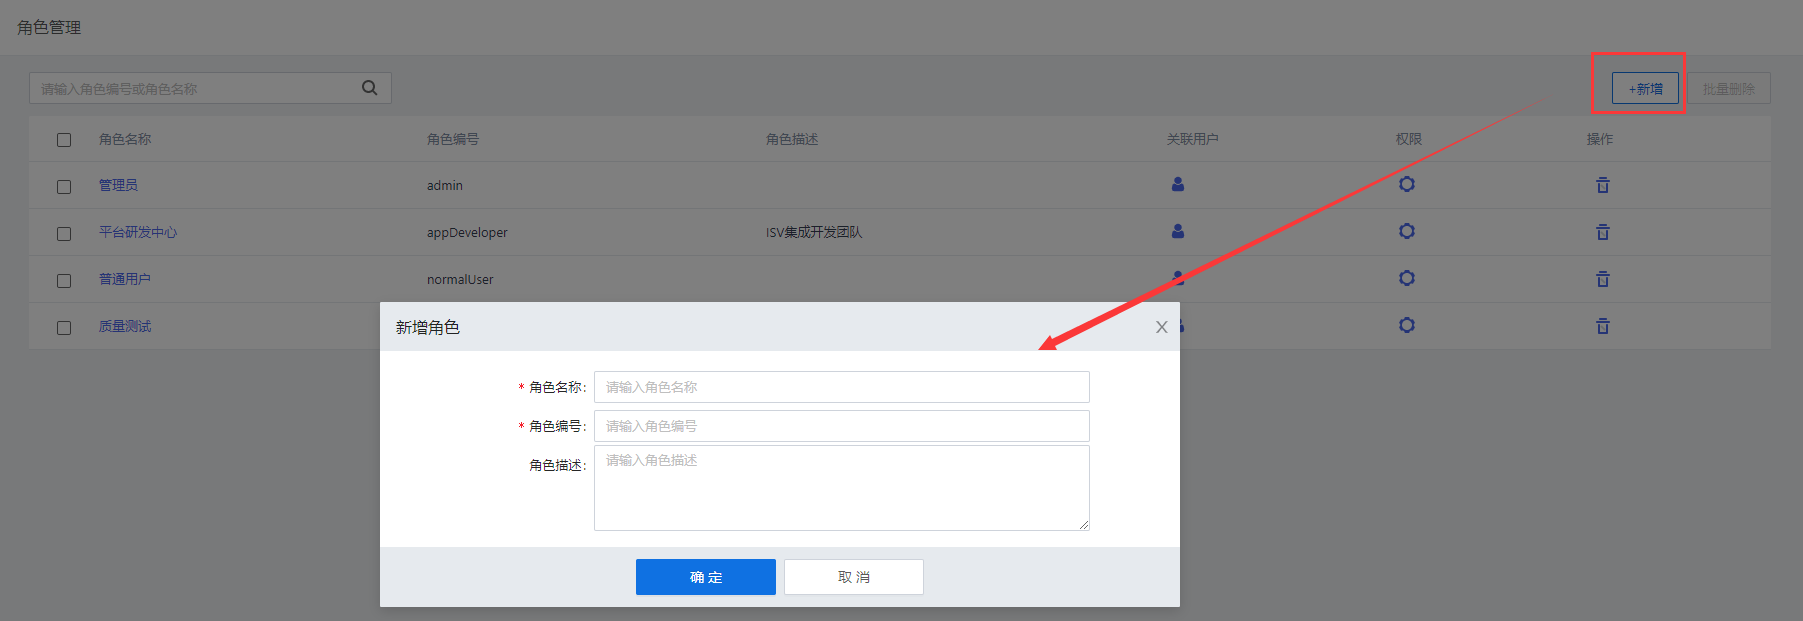 角色管理
请输入角色编号或角色名称
+新增 批量删除
角色名称 角色编号 角色描述 关联用户 权限 操作
管理员 admin
平台研发中心 appDeveloper ISV集成开发团队
普通用户 normalUser
质量测试
新增角色 X
* 角色名称: 请输入角色名称
* 角色编号: 请输入角色编号
角色描述: 请输入角色描述
确 定 取 消